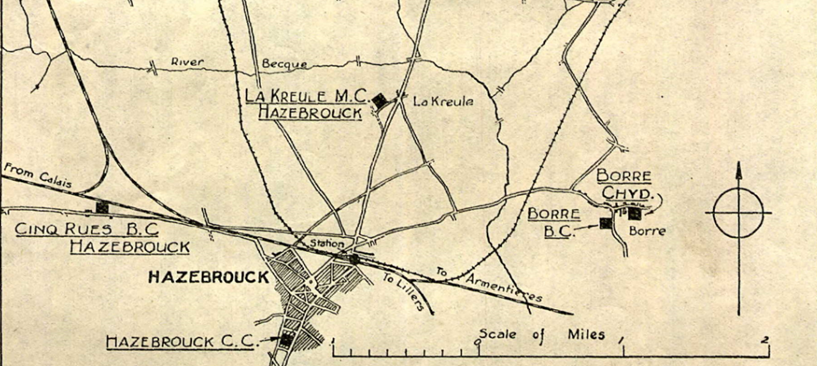 River Becque
LA KREULE M.C.
HAZEBROUCK
La Kreule
From Calais
CINQ RUES B.C
HAZEBROUCK
BORRE
CHYD.
BORRE
B.C.
Borre
Station
HAZEBROUCK
To Lillers
To Armentières
HAZEBROUCK C.C.
Scale of Miles
1 0 1 2